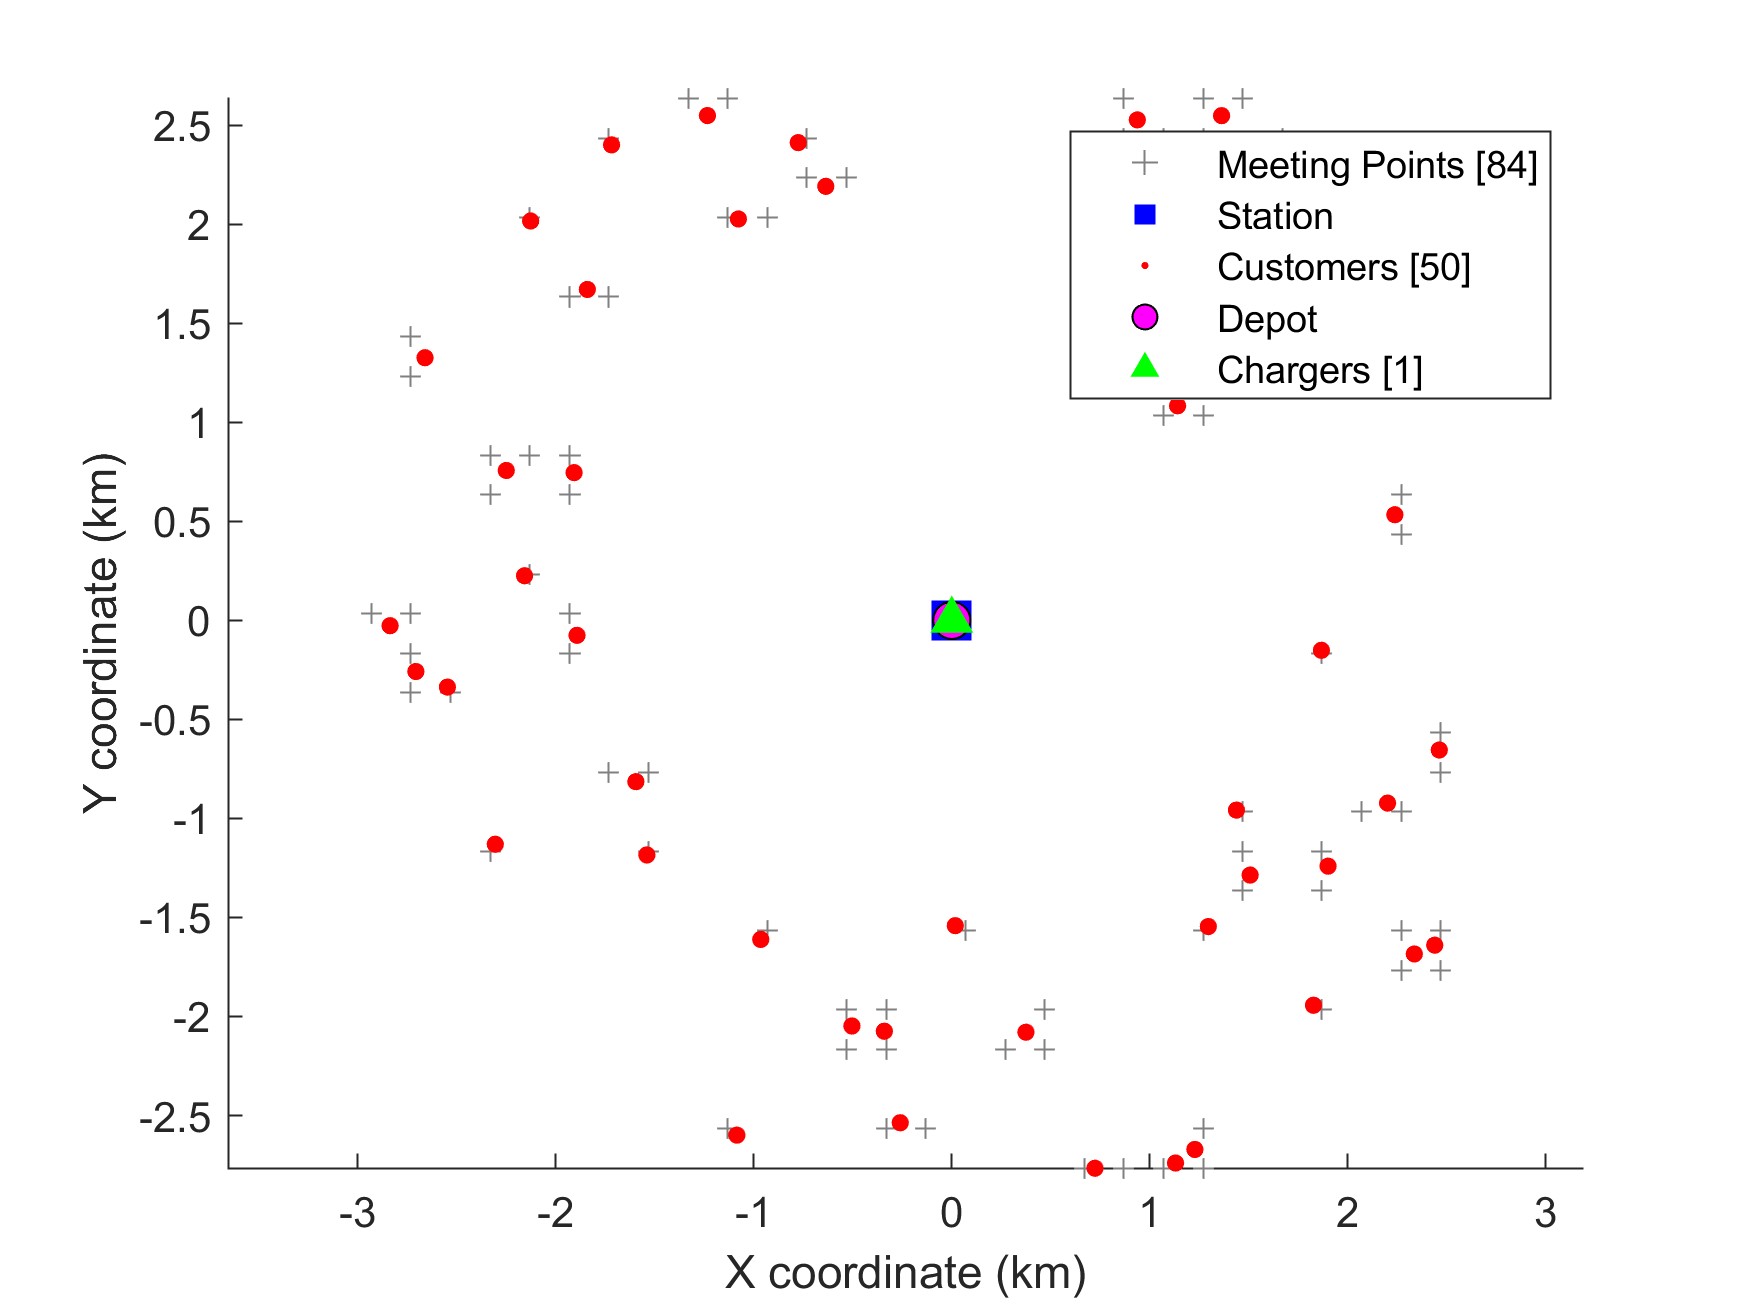 2.5
2
1.5
1
0.5
0
-0.5
-1
-1.5
-2
-2.5
Y coordinate (km)
Meeting Points [84]
Station
Customers [50]
Depot
Chargers [1]
-3 -2 -1 0 1 2 3
X coordinate (km)